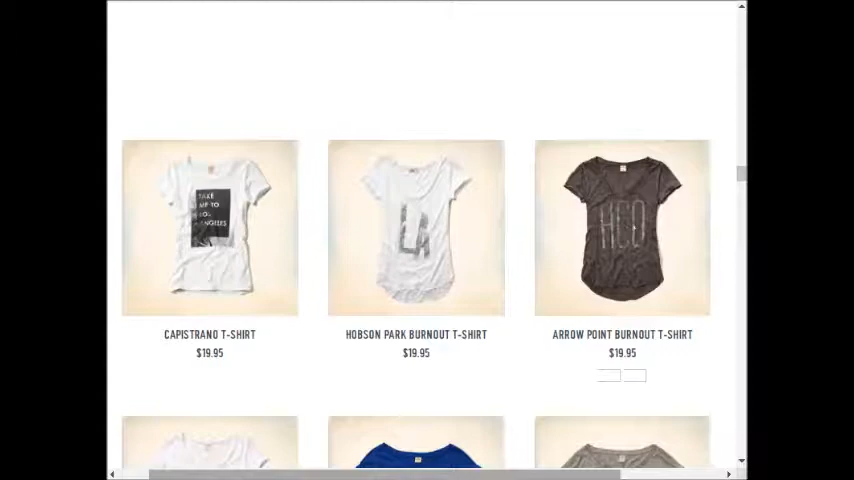 TAKE
ME TO
LOS
ANGELES
LA
HCO
CAPISTRANO T-SHIRT
HOBSON PARK BURNOUT T-SHIRT
ARROW POINT BURNOUT T-SHIRT
$19.95
$19.95
$19.95